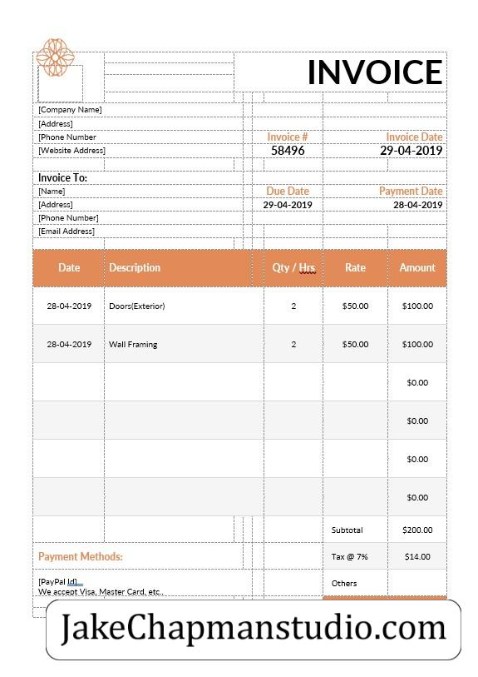 INVOICE
[Company Name]
[Address]
[Phone Number Invoice # Invoice Date
[Website Address] 58496 29-04-2019
Invoice To:
[Name] Due Date Payment Date
[Address] 29-04-2019 28-04-2019
[Phone Number]
[Email Address]
Date Description Qty / Hrs Rate Amount
28-04-2019 Doors(Exterior) 2 $50.00 $100.00
28-04-2019 Wall Framing 2 $50.00 $100.00
$0.00
$0.00
$0.00
$0.00
Subtotal $200.00
Payment Methods: Tax @ 7% $14.00
[PayPal Id] Others
We accept Visa, Master Card, etc.,
JakeChapmanstudio.com